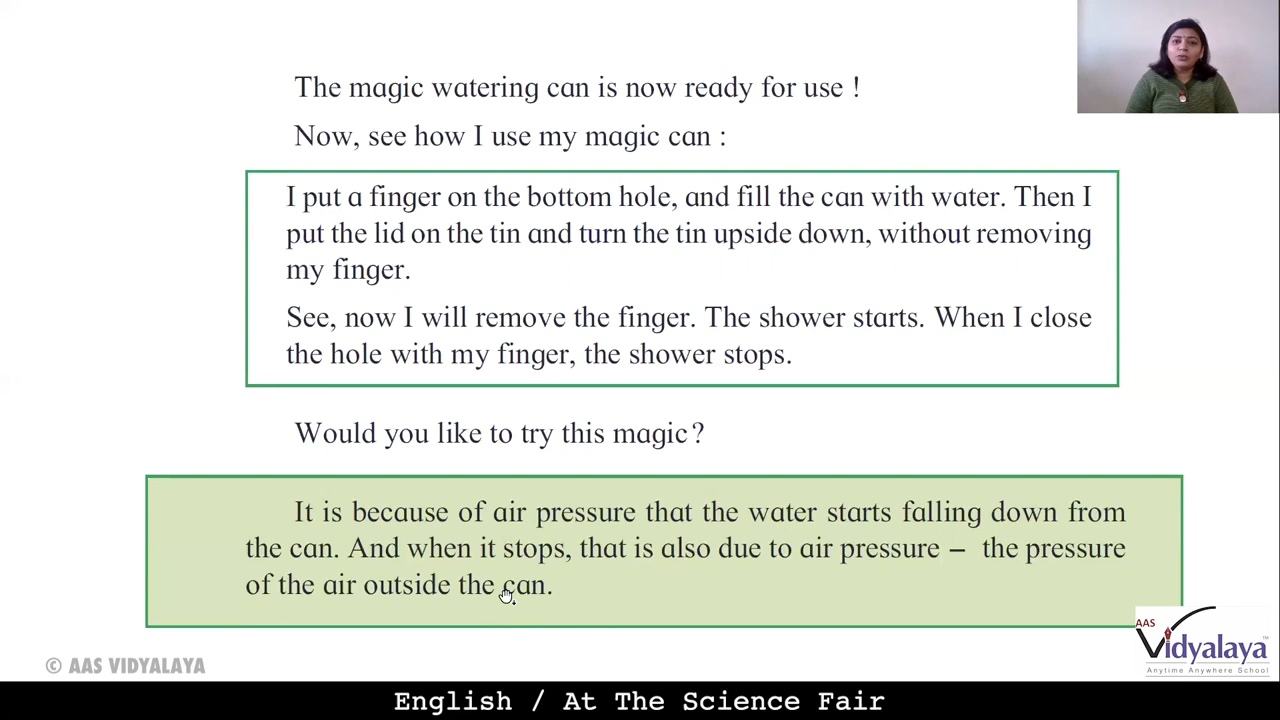 The magic watering can is now ready for use !
Now, see how I use my magic can :
I put a finger on the bottom hole, and fill the can with water. Then I
put the lid on the tin and turn the tin upside down, without removing
my finger.
See, now I will remove the finger. The shower starts. When I close
the hole with my finger, the shower stops.
Would you like to try this magic?
It is because of air pressure that the water starts falling down from
the can. And when it stops, that is also due to air pressure – the pressure
of the air outside the can.
AAS
Vidyalaya™
Anytime Anywhere School
© AAS VIDYALAYA
English / At The Science Fair